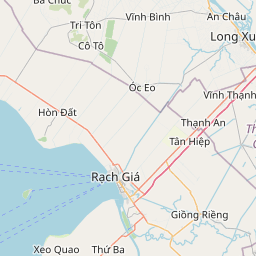 Ba Chúc
Vĩnh Bình
An Châu
Tri Tôn
Long Xu
Cô Tô
Óc Eo
Vĩnh Thạnh
Hòn Đất
Thạnh An
Tân Hiệp
Rạch Giá
Giồng Riềng
Xeo Quao
Thứ Ba